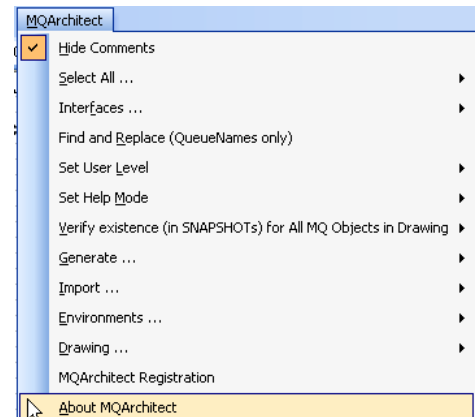 MQArchitect
Hide Comments
Select All ...
Interfaces ...
Find and Replace (QueueNames only)
Set User Level
Set Help Mode
Verify existence (in SNAPSHOTs) for All MQ Objects in Drawing
Generate ...
Import ...
Environments ...
Drawing ...
MQArchitect Registration
About MQArchitect